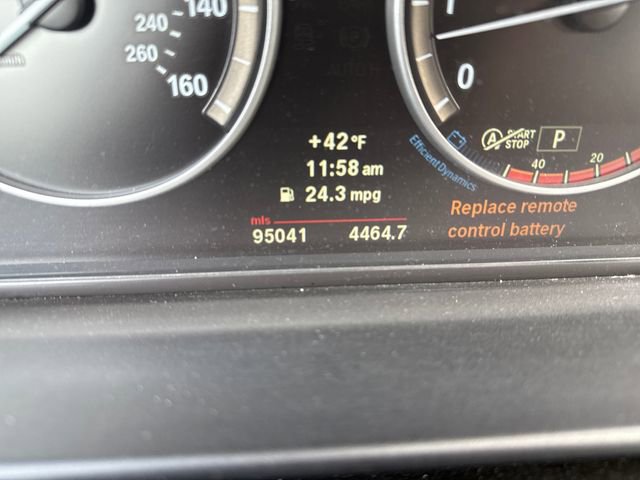 140
240
260
160
1
0
+42°F
11:58 am
24.3 mpg
mls
95041 4464.7
EfficientDynamics
A START STOP
P
40 20
Replace remote
control battery